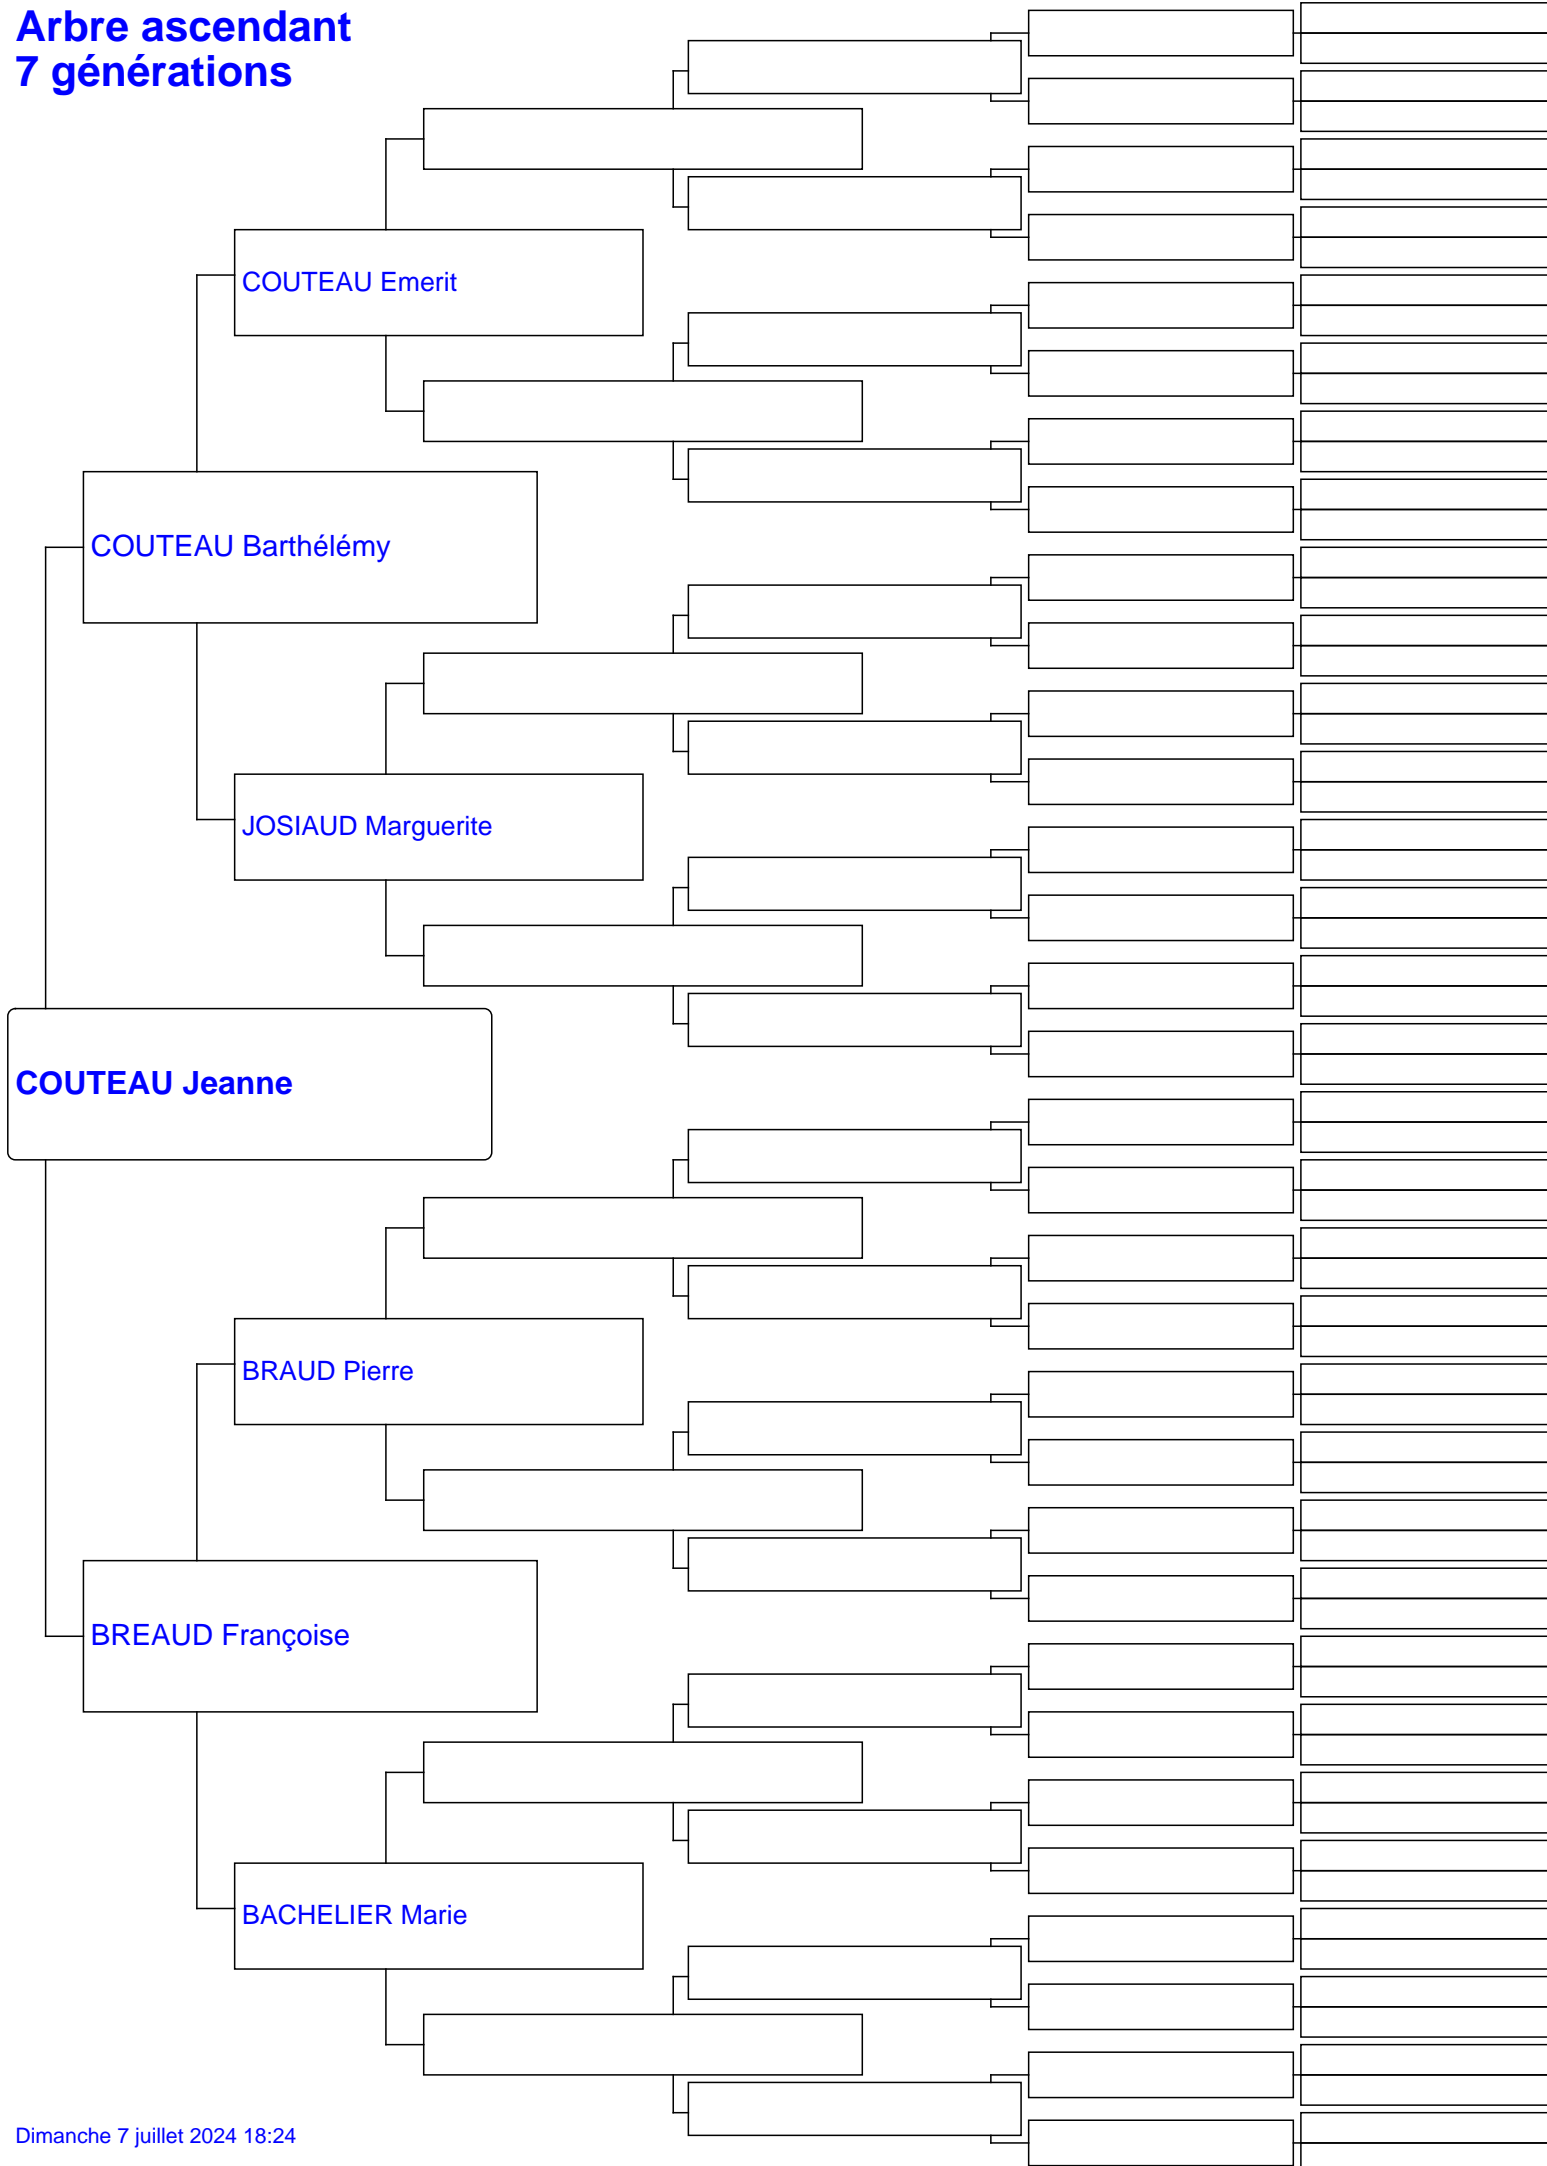 Arbre ascendant
7 générations
COUTEAU Emerit
COUTEAU Barthélémy
JOSIAUD Marguerite
COUTEAU Jeanne
BRAUD Pierre
BREAUD Françoise
BACHELIER Marie
Dimanche 7 juillet 2024 18:24